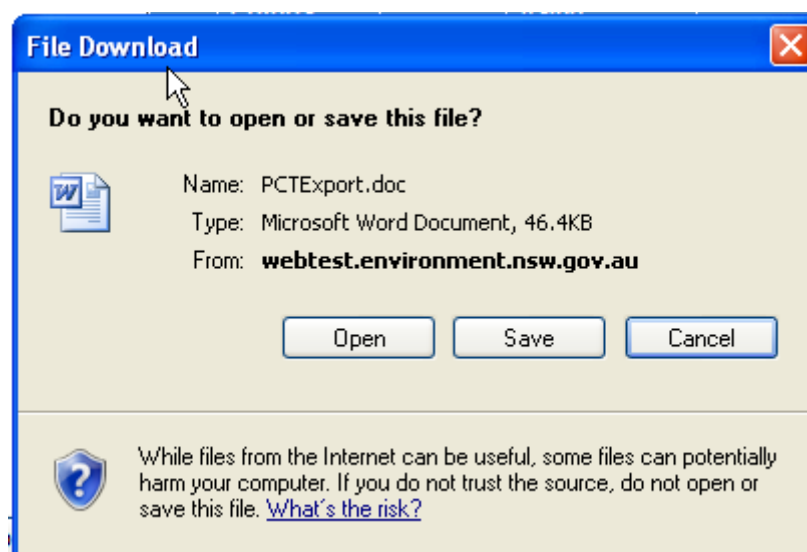 File Download
Do you want to open or save this file?
Name: PCTExport.doc
Type: Microsoft Word Document, 46.4KB
From: webtest.environment.nsw.gov.au
Open Save Cancel
While files from the Internet can be useful, some files can potentially
harm your computer. If you do not trust the source, do not open or
save this file. What's the risk?